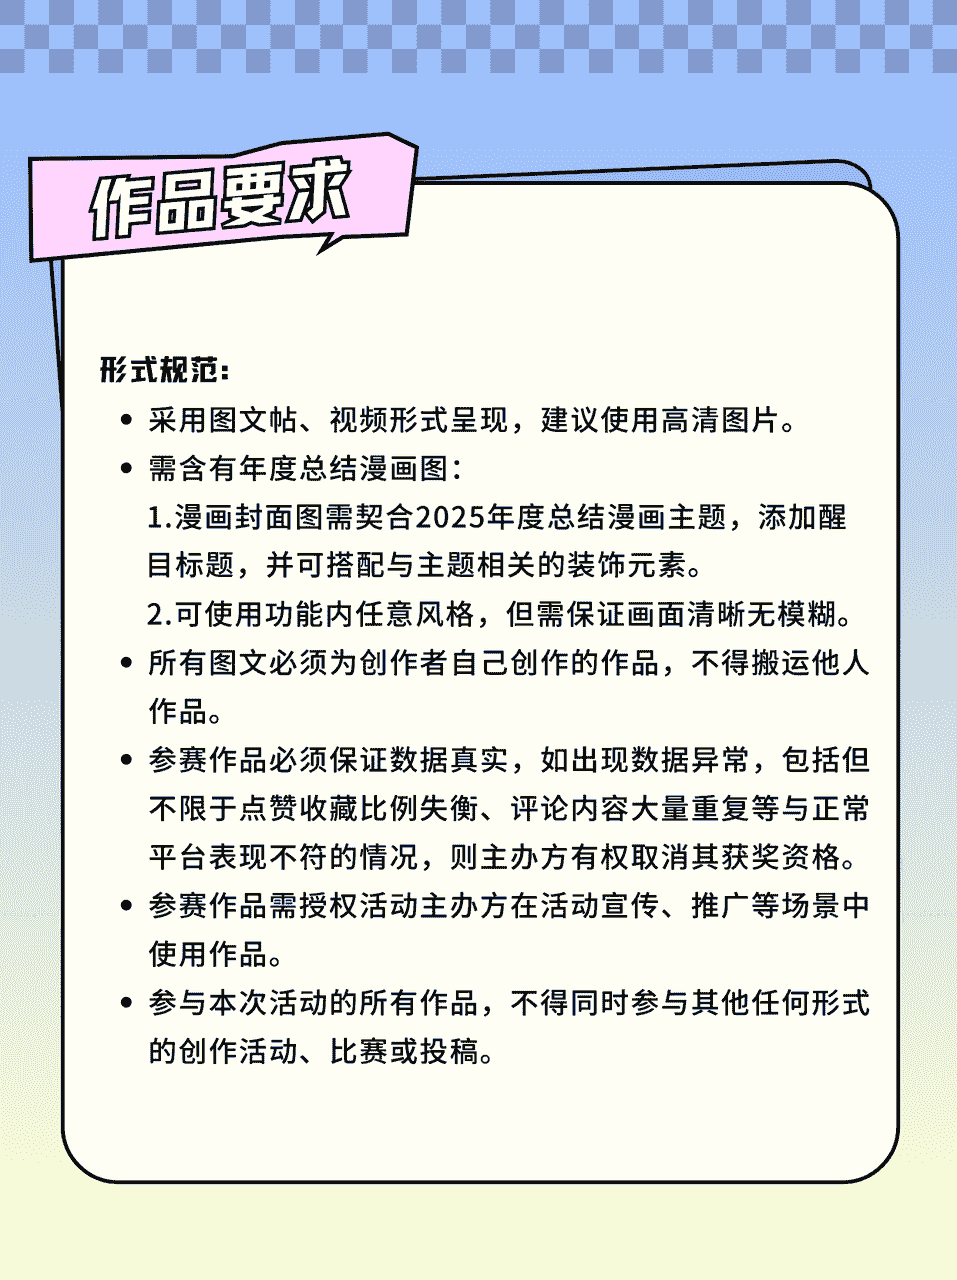 作品要求
形式规范：
• 采用图文帖、视频形式呈现，建议使用高清图片。
• 需含有年度总结漫画图：
1.漫画封面图需契合2025年度总结漫画主题，添加醒
目标题，并可搭配与主题相关的装饰元素。
2.可使用功能内任意风格，但需保证画面清晰无模糊。
• 所有图文必须为创作者自己创作的作品，不得搬运他人
作品。
• 参赛作品必须保证数据真实，如出现数据异常，包括但
不限于点赞收藏比例失衡、评论内容大量重复等与正常
平台表现不符的情况，则主办方有权取消其获奖资格。
• 参赛作品需授权活动主办方在活动宣传、推广等场景中
使用作品。
• 参与本次活动的所有作品，不得同时参与其他任何形式
的创作活动、比赛或投稿。